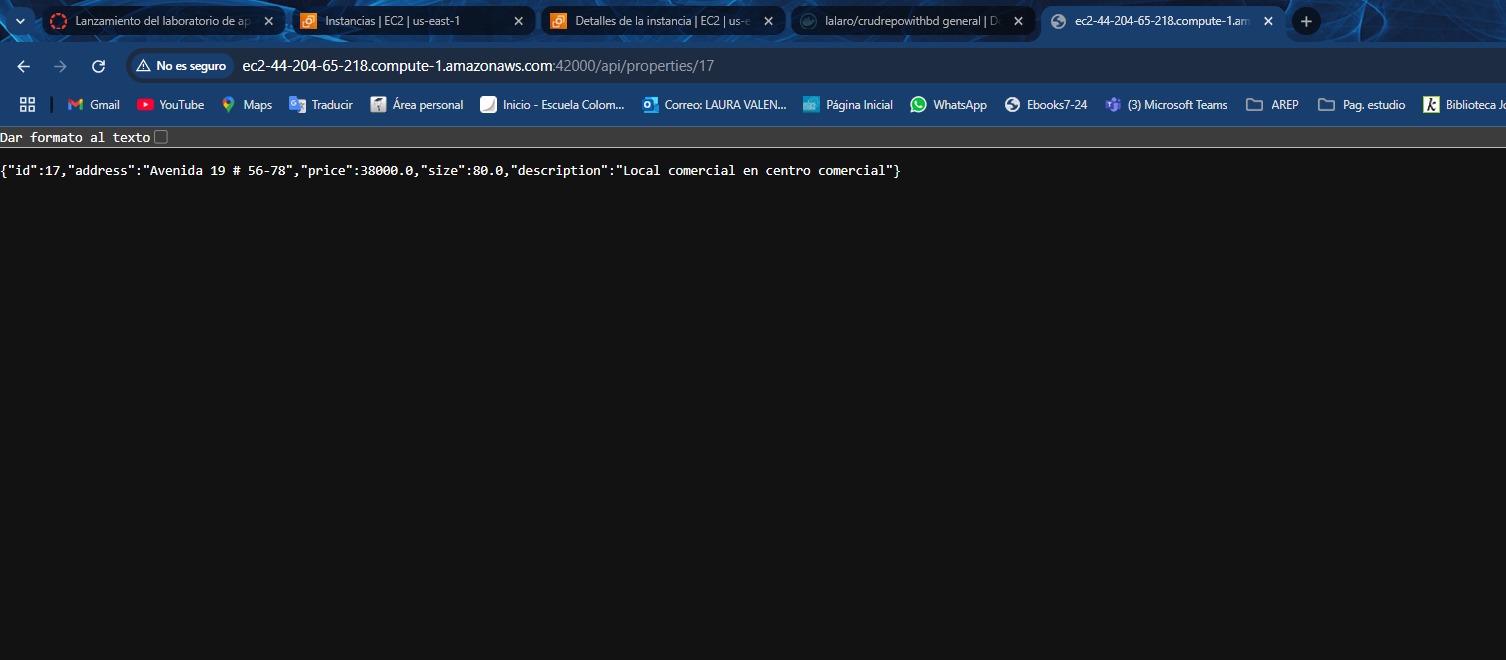 Lanzamiento del laboratorio de ap
Instancias | EC2 | us-east-1
Detalles de la instancia | EC2 | us-e
lalaro/crudrepowithbd general | Do
ec2-44-204-65-218.compute-1.am
No es seguro ec2-44-204-65-218.compute-1.amazonaws.com:42000/api/properties/17
Gmail YouTube Maps Traducir Área personal Inicio - Escuela Colom... Correo: LAURA VALEN... Página Inicial WhatsApp Ebooks7-24 (3) Microsoft Teams AREP Pag. estudio k Biblioteca Jo
Dar formato al texto
{"id":17,"address":"Avenida 19 # 56-78","price":38000.0,"size":80.0,"description":"Local comercial en centro comercial"}